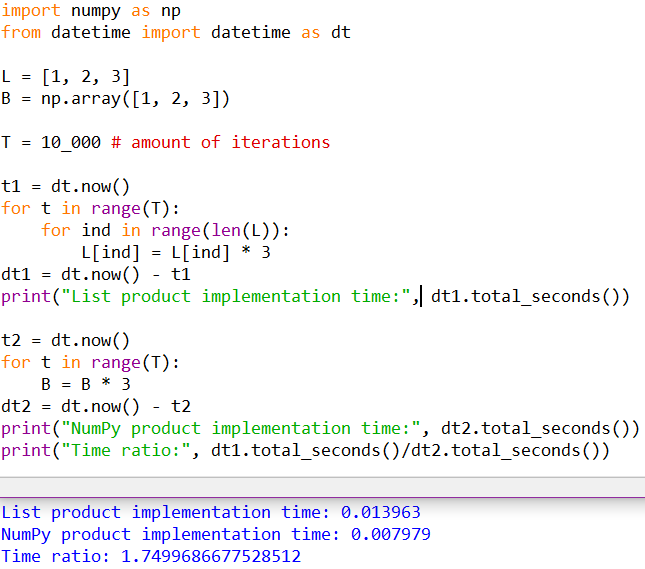 import numpy as np
from datetime import datetime as dt
L = [1, 2, 3]
B = np.array([1, 2, 3])
T = 10_000 # amount of iterations
t1 = dt.now()
for t in range(T):
    for ind in range(len(L)):
        L[ind] = L[ind] * 3
dt1 = dt.now() - t1
print("List product implementation time:", dt1.total_seconds())
t2 = dt.now()
for t in range(T):
    B = B * 3
dt2 = dt.now() - t2
print("NumPy product implementation time:", dt2.total_seconds())
print("Time ratio:", dt1.total_seconds()/dt2.total_seconds())
List product implementation time: 0.013963
NumPy product implementation time: 0.007979
Time ratio: 1.7499686677528512